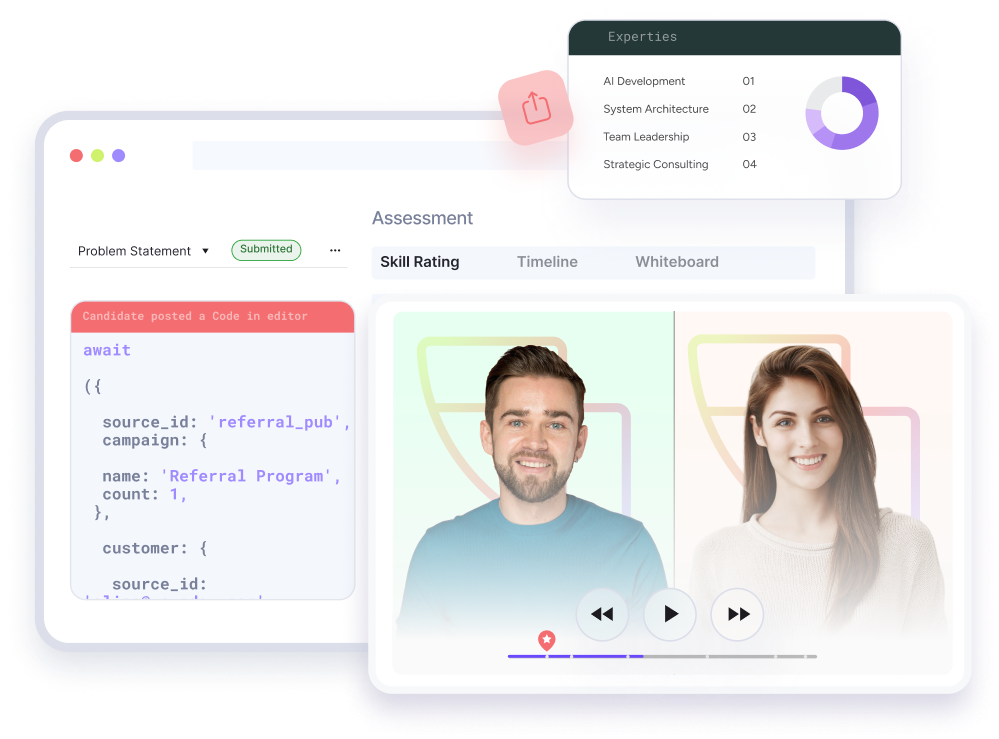 Experties
AI Development 01
System Architecture 02
Team Leadership 03
Strategic Consulting 04
Assessment
Problem Statement
Submitted
Skill Rating
Timeline
Whiteboard
Candidate posted a Code in editor
await
({
source_id: 'referral_pub',
campaign: {
name: 'Referral Program',
count: 1,
},
customer: {
source_id: